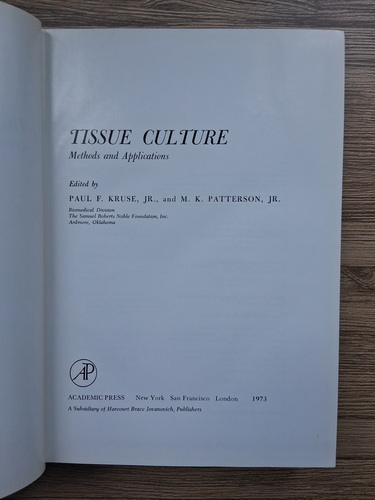 TISSUE CULTURE
Methods and Applications
Edited by
PAUL F. KRUSE, JR., and M. K. PATTERSON, JR.
Biomedical Division
The Samuel Roberts Noble Foundation, Inc.
Ardmore, Oklahoma
AP
ACADEMIC PRESS New York San Francisco London 1973
A Subsidiary of Harcourt Brace Jovanovich, Publishers